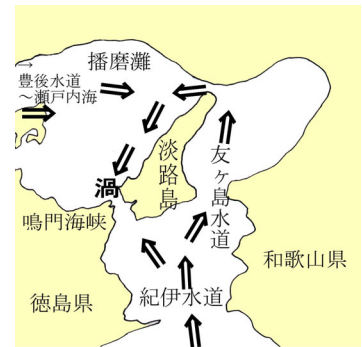 播磨灘
→
豊後水道
～瀬戸内海
淡路島
友ヶ島水道
渦
鳴門海峡
和歌山県
紀伊水道
徳島県